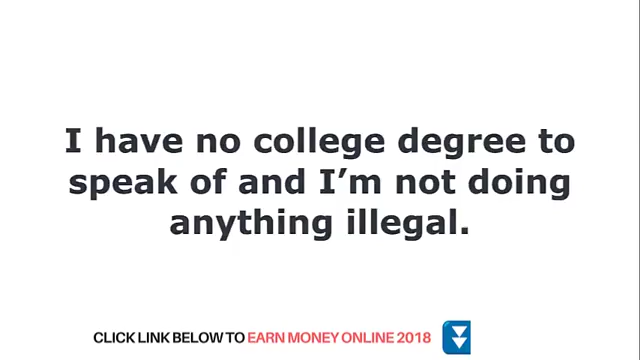 I have no college degree to
speak of and I’m not doing
anything illegal.
CLICK LINK BELOW TO EARN MONEY ONLINE 2018